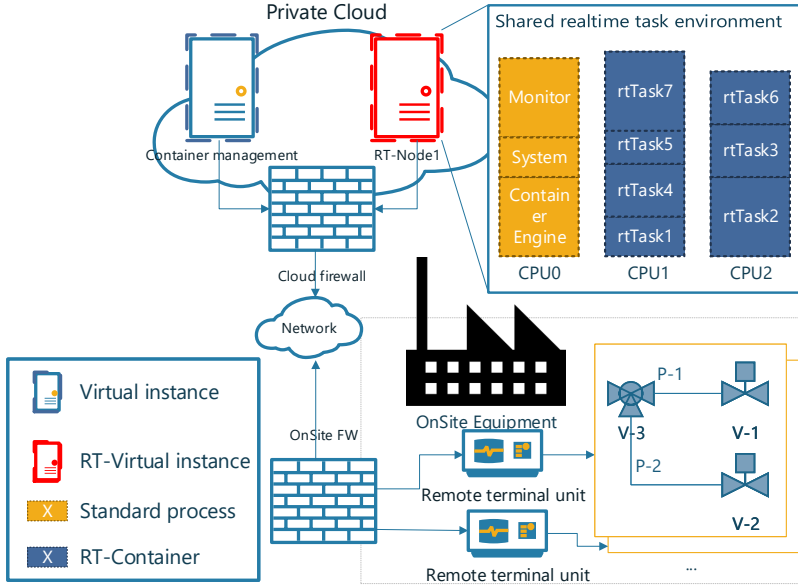 Private Cloud
Container management
RT-Node1
Cloud firewall
Network
Shared realtime task environment
Monitor
System
Contain
er
Engine
CPU0
rtTask7
rtTask5
rtTask4
rtTask1
CPU1
rtTask6
rtTask3
rtTask2
CPU2
OnSite Equipment
OnSite FW
Remote terminal unit
Remote terminal unit
P-1
V-3
V-1
P-2
V-2
...
Virtual instance
RT-Virtual instance
X
Standard process
X
RT-Container